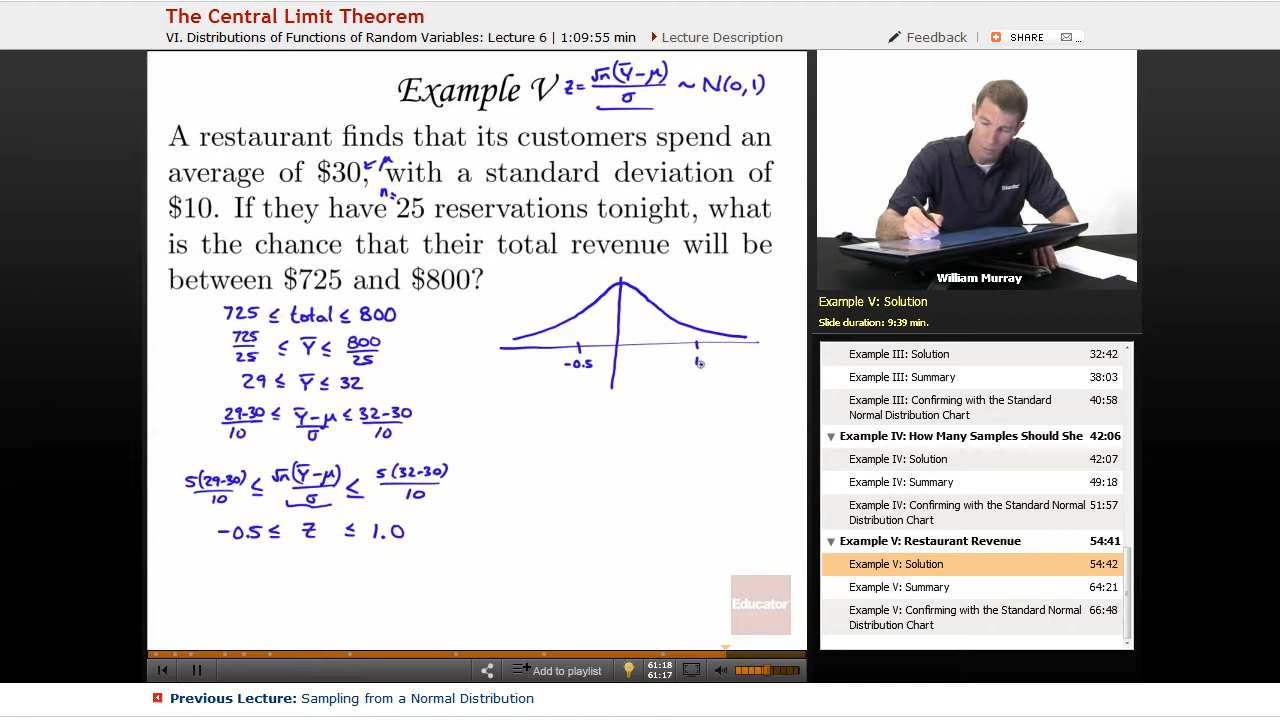 The Central Limit Theorem
VI. Distributions of Functions of Random Variables: Lecture 6 | 1:09:55 min
Lecture Description
Feedback
SHARE
Example V
Z = √n(Ȳ-μ)/σ ~ N(0,1)
A restaurant finds that its customers spend an
average of $30, ← μ with a standard deviation of
n=
$10. If they have 25 reservations tonight, what
is the chance that their total revenue will be
between $725 and $800?
725 ≤ total ≤ 800
725/25 ≤ Ȳ ≤ 800/25
29 ≤ Ȳ ≤ 32
29-30/10 ≤ Ȳ-μ/σ ≤ 32-30/10
5(29-30)/10 ≤ √n(Ȳ-μ)/σ ≤ 5(32-30)/10
-0.5 ≤ Z ≤ 1.0
-0.5
Educator
Educator
William Murray
Example V: Solution
Slide duration: 9:39 min.
Example III: Solution 32:42
Example III: Summary 38:03
Example III: Confirming with the Standard 40:58
Normal Distribution Chart
Example IV: How Many Samples Should She 42:06
Example IV: Solution 42:07
Example IV: Summary 49:18
Example IV: Confirming with the Standard Normal 51:57
Distribution Chart
Example V: Restaurant Revenue 54:41
Example V: Solution 54:42
Example V: Summary 64:21
Example V: Confirming with the Standard Normal 66:48
Distribution Chart
Add to playlist
61:18
61:17
Previous Lecture: Sampling from a Normal Distribution